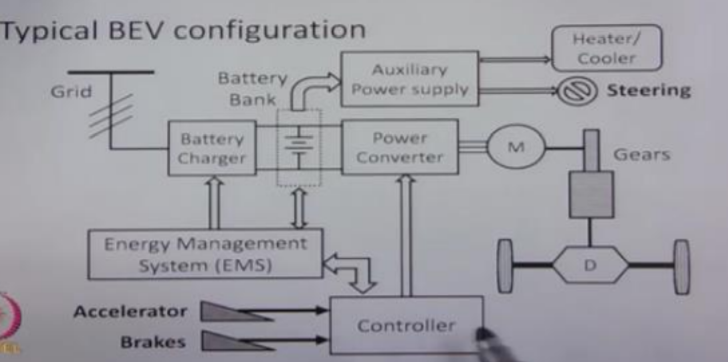 Typical BEV configuration
Grid
Battery
Bank
Auxiliary
Power supply
Heater/
Cooler
Steering
Battery
Charger
Power
Converter
M
Gears
Energy Management
System (EMS)
D
Accelerator
Brakes
Controller